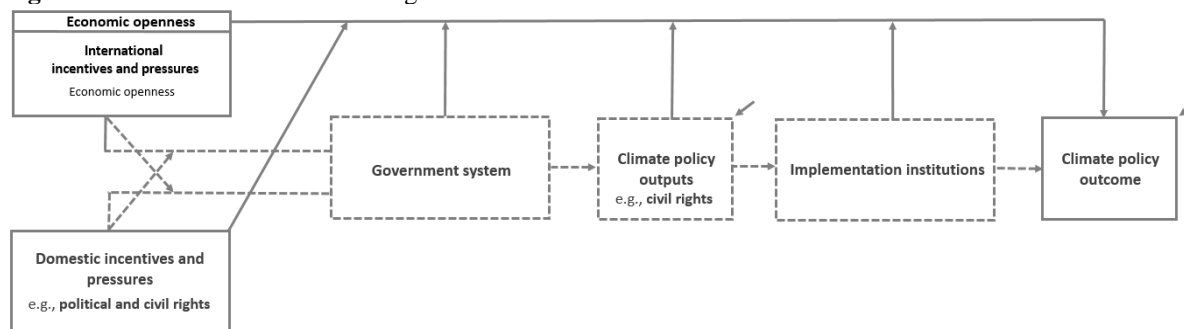 Economic openness
International
incentives and pressures
Economic openness
Government system
Climate policy
outputs
e.g., civil rights
Implementation institutions
Climate policy
outcome
Domestic incentives and
pressures
e.g., political and civil rights